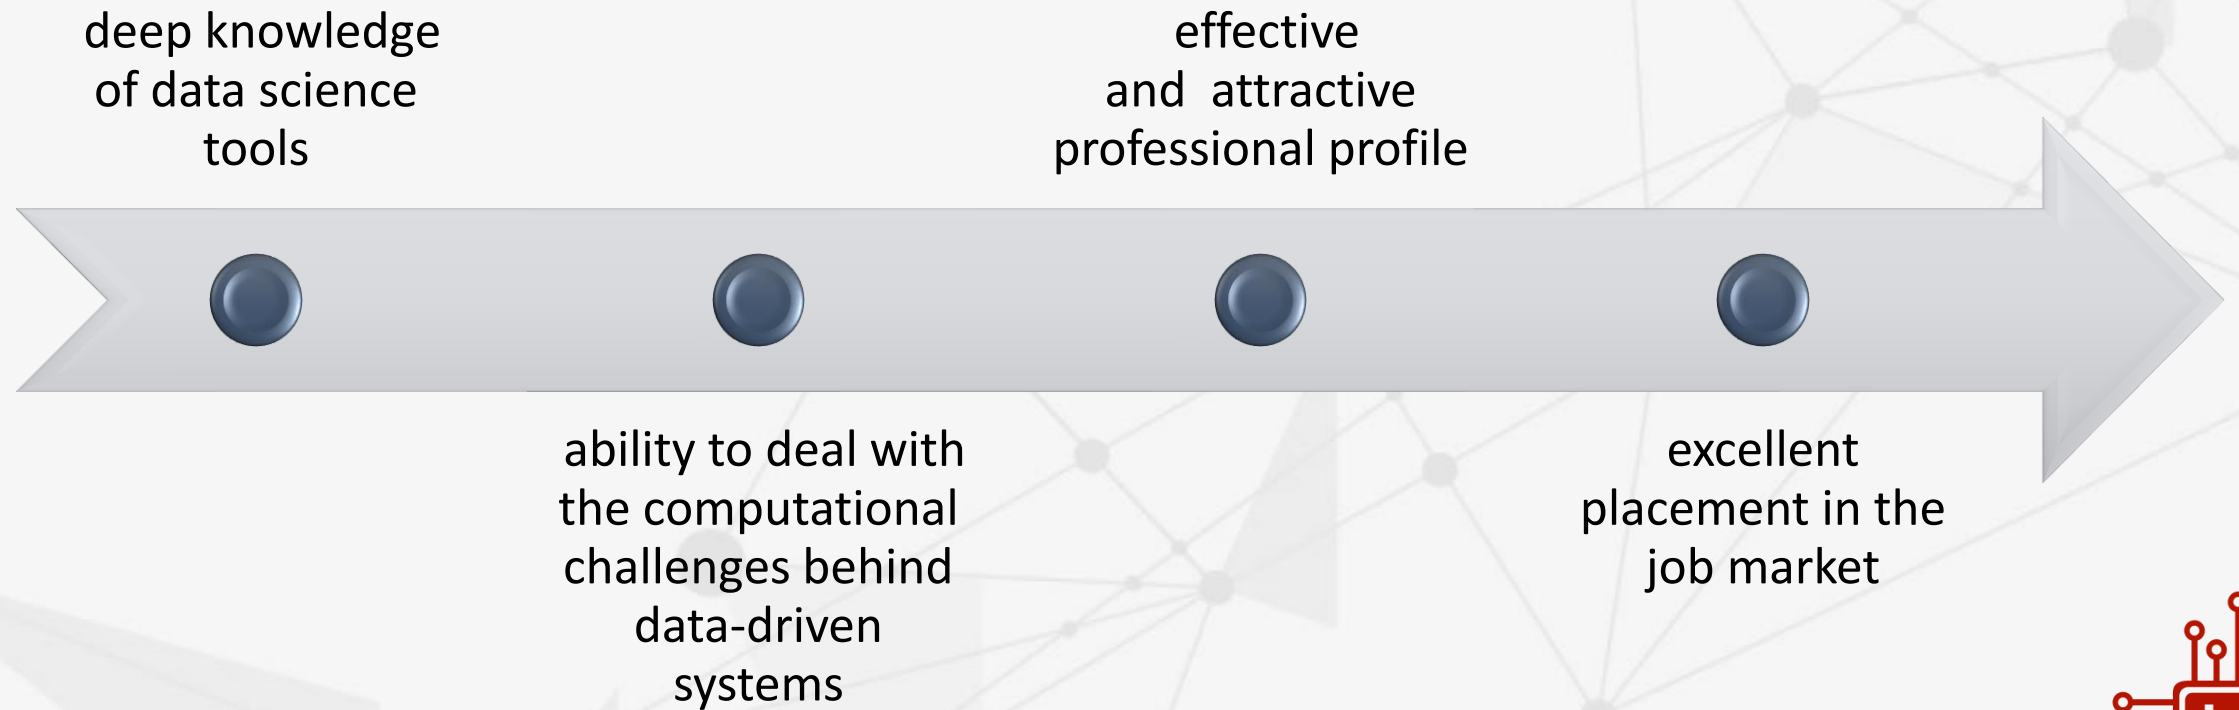 deep knowledge
of data science
tools
ability to deal with
the computational
challenges behind
data-driven
systems
effective
and  attractive
professional profile
excellent
placement in the
job market